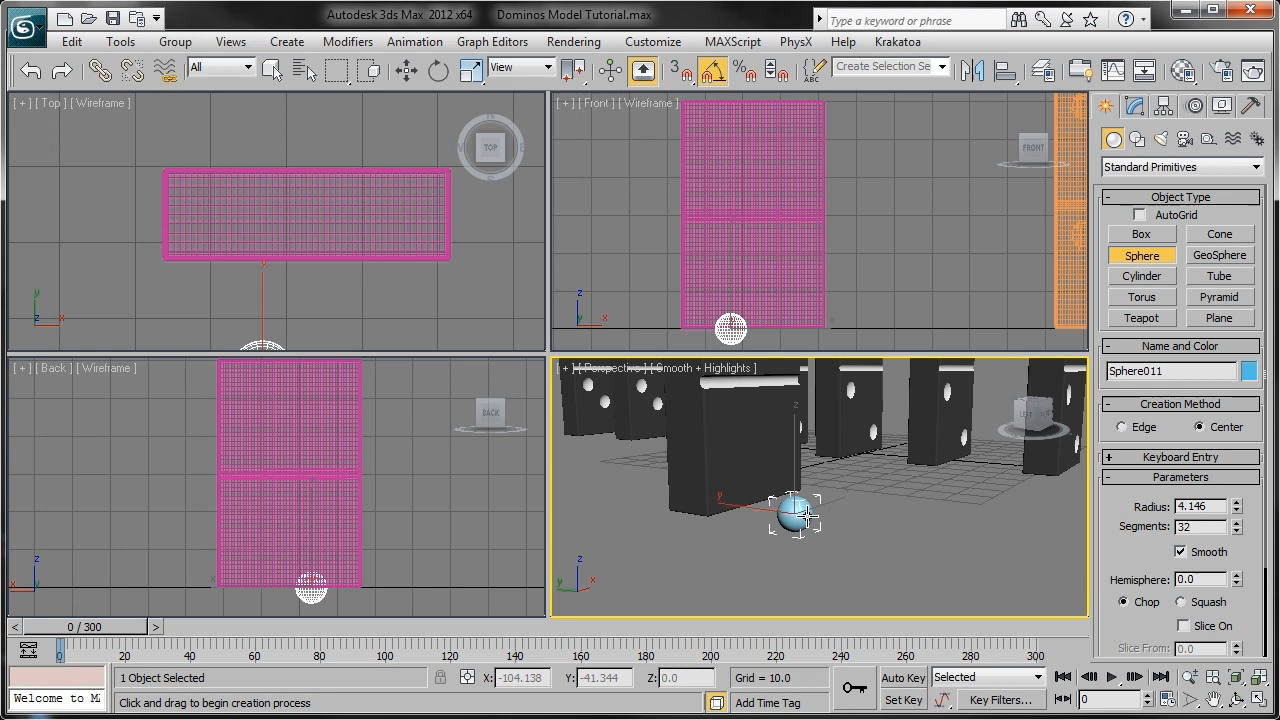 Autodesk 3ds Max 2012 x64 Dominos Model Tutorial.max
Type a keyword or phrase
Edit Tools Group Views Create Modifiers Animation Graph Editors Rendering Customize MAXScript PhysX Help Krakatoa
All View 3 % ABC Create Selection Se
[ + ] [ Top ] [ Wireframe ]
TOP
[ + ] [ Front ] [ Wireframe ]
FRONT
y
z x
z
x
[ + ] [ Back ] [ Wireframe ]
BACK
z
x
[ + ] [ Perspective ] [ Smooth + Highlights ]
LEFT
z
y
z
y x
Standard Primitives
- Object Type
AutoGrid
Box Cone
Sphere GeoSphere
Cylinder Tube
Torus Pyramid
Teapot Plane
- Name and Color
Sphere011
- Creation Method
Edge Center
+ Keyboard Entry
- Parameters
Radius: 4.146
Segments: 32
Smooth
Hemisphere: 0.0
Chop Squash
Slice On
Slice From: 0.0
< 0 / 300 >
0 20 40 60 80 100 120 140 160 180 200 220 240 260 280 300
1 Object Selected X: -104.138 Y: -41.344 Z: 0.0 Grid = 10.0 Auto Key Selected
Welcome to MA Click and drag to begin creation process Add Time Tag Set Key Key Filters... 0